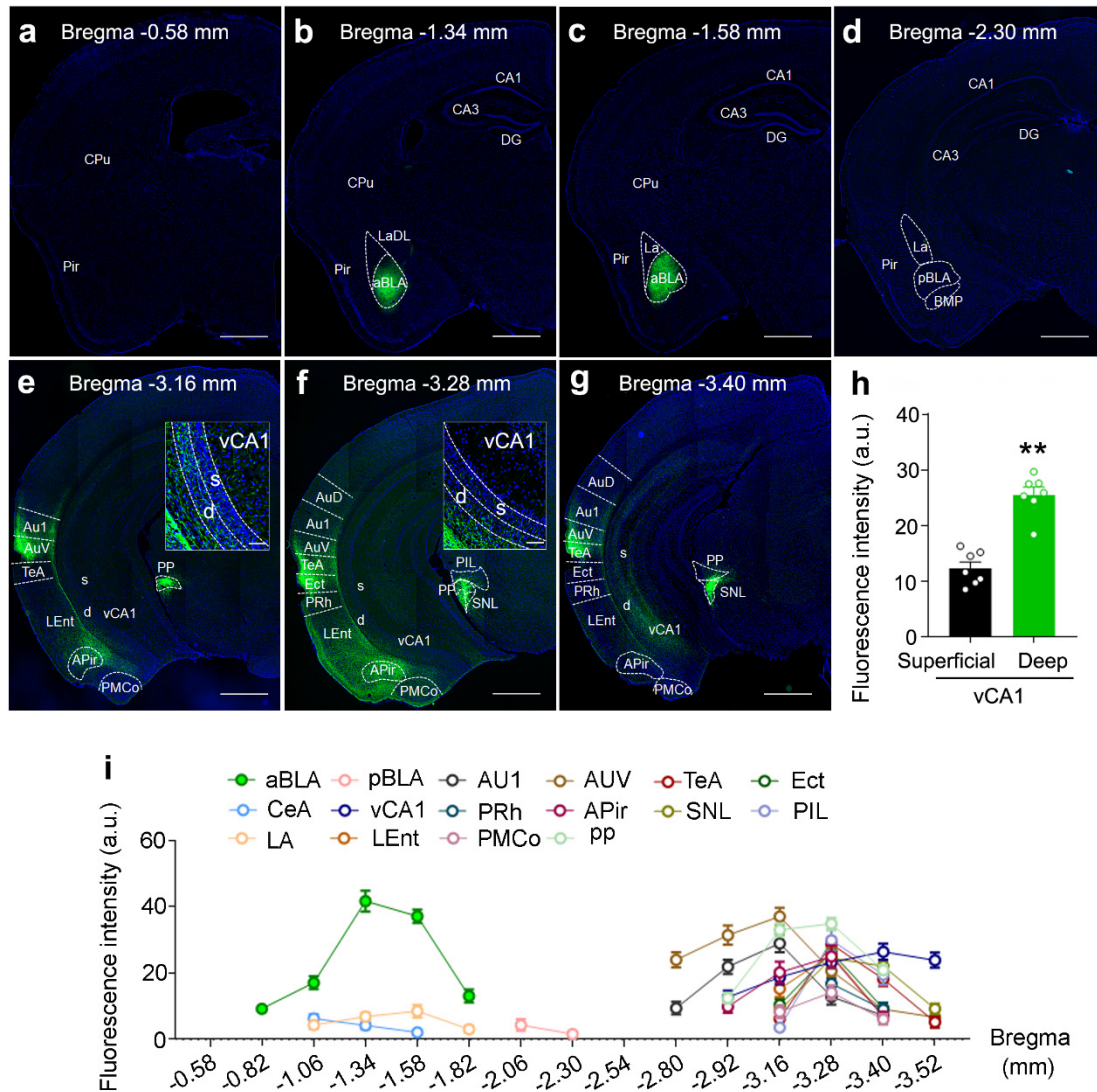 a Bregma -0.58 mm
CPu
Pir
b Bregma -1.34 mm
CA1
CA3
DG
CPu
LaDL
Pir
aBLA
c Bregma -1.58 mm
CA1
CA3
DG
CPu
La
Pir
aBLA
d Bregma -2.30 mm
CA1
DG
CA3
La
Pir
pBLA
BMP
e Bregma -3.16 mm
vCA1
s
d
Au1
AuV
TeA
PP
s
d
vCA1
LEnt
APir
PMCo
f Bregma -3.28 mm
vCA1
s
d
AuD
Au1
AuV
TeA
Ect
PRh
PIL
PP
SNL
s
d
LEnt
vCA1
APir
PMCo
g Bregma -3.40 mm
AuD
Au1
AuV
TeA
Ect
PRh
s
PP
SNL
d
LEnt
vCA1
APir
PMCo
h
Fluorescence intensity (a.u.)
40
30
20
10
0
**
Superficial Deep
vCA1
i
aBLA pBLA AU1 AUV TeA Ect
CeA vCA1 PRh APir SNL PIL
LA LEnt PMCo pp
Fluorescence intensity (a.u.)
60
40
20
0
-0.58 -0.82 -1.06 -1.34 -1.58 -1.82 -2.06 -2.30 -2.54 -2.80 -2.92 -3.16 -3.28 -3.40 -3.52
Bregma
(mm)